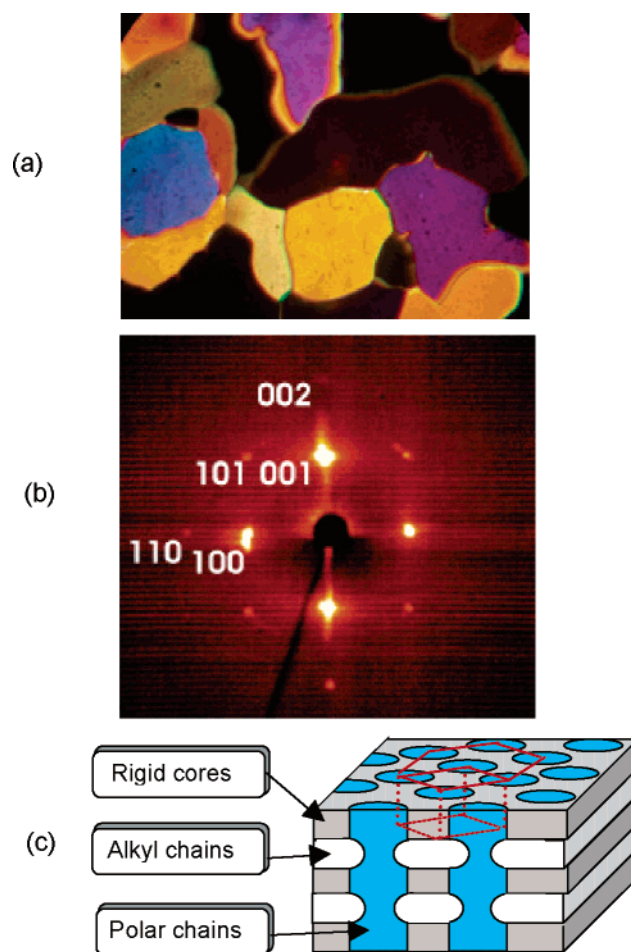 (a)
(b)
002
101 001
110 100
(c)
Rigid cores
Alkyl chains
Polar chains